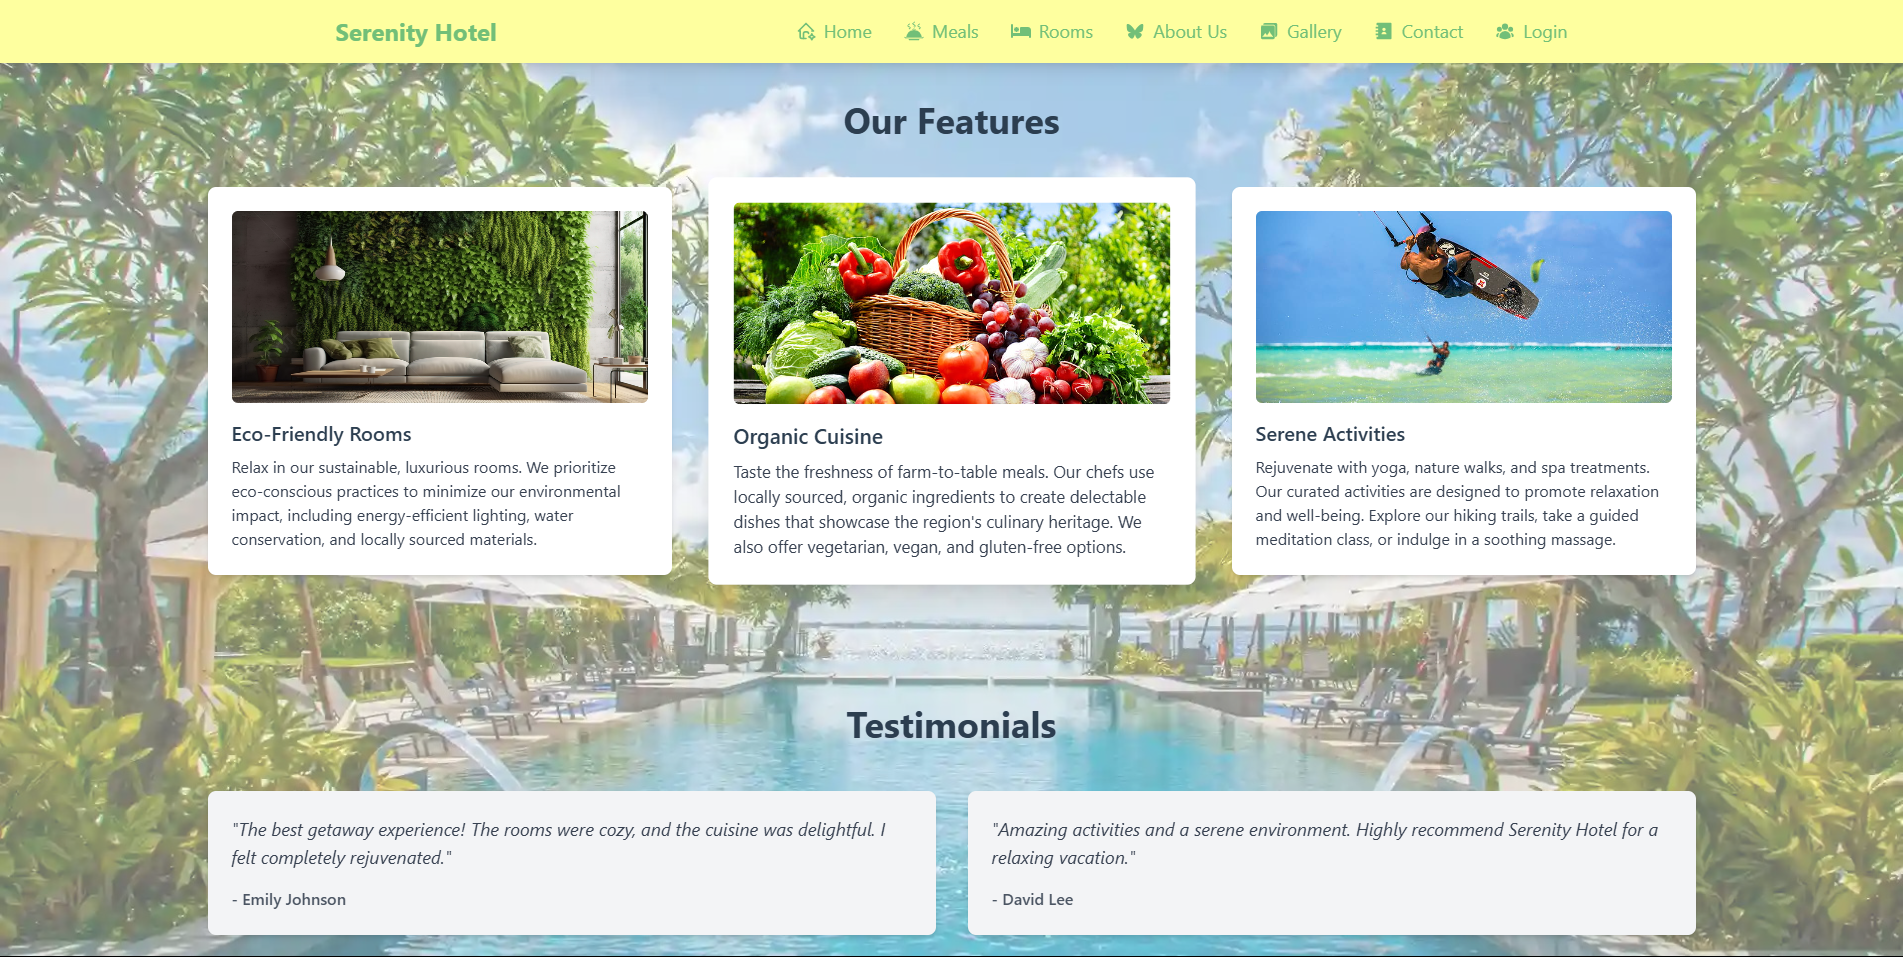 Serenity Hotel
Home
Meals
Rooms
About Us
Gallery
Contact
Login
Our Features
Eco-Friendly Rooms
Relax in our sustainable, luxurious rooms. We prioritize
eco-conscious practices to minimize our environmental
impact, including energy-efficient lighting, water
conservation, and locally sourced materials.
Organic Cuisine
Taste the freshness of farm-to-table meals. Our chefs use
locally sourced, organic ingredients to create delectable
dishes that showcase the region's culinary heritage. We
also offer vegetarian, vegan, and gluten-free options.
Serene Activities
Rejuvenate with yoga, nature walks, and spa treatments.
Our curated activities are designed to promote relaxation
and well-being. Explore our hiking trails, take a guided
meditation class, or indulge in a soothing massage.
Testimonials
"The best getaway experience! The rooms were cozy, and the cuisine was delightful. I
felt completely rejuvenated."
- Emily Johnson
"Amazing activities and a serene environment. Highly recommend Serenity Hotel for a
relaxing vacation."
- David Lee